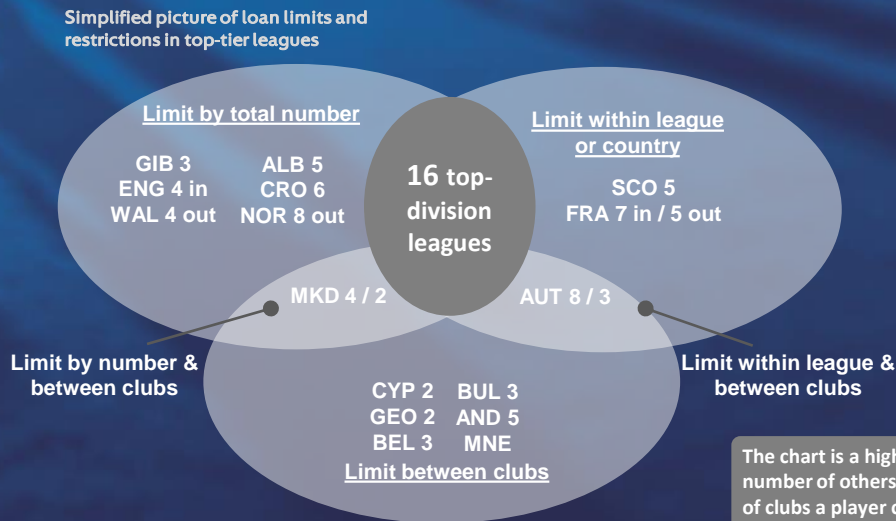 Simplified picture of loan limits and
restrictions in top-tier leagues
Limit by total number
GIB 3
ENG 4 in
WAL 4 out
ALB 5
CRO 6
NOR 8 out
16 top-
division
leagues
Limit within league
or country
SCO 5
FRA 7 in / 5 out
MKD 4 / 2
AUT 8 / 3
Limit by number &
between clubs
Limit within league &
between clubs
CYP 2
GEO 2
BEL 3
BUL 3
AND 5
MNE
Limit between clubs
The chart is a high
number of others
of clubs a player